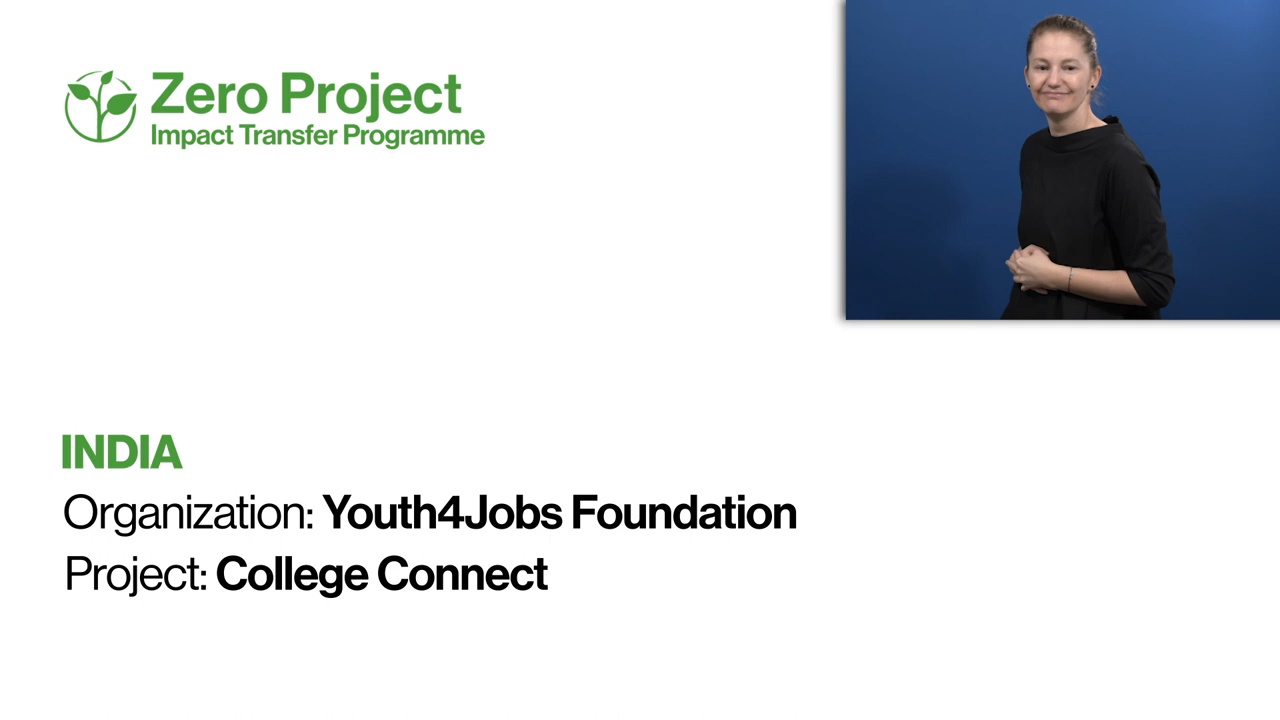 Zero Project
Impact Transfer Programme
INDIA
Organization: Youth4Jobs Foundation
Project: College Connect